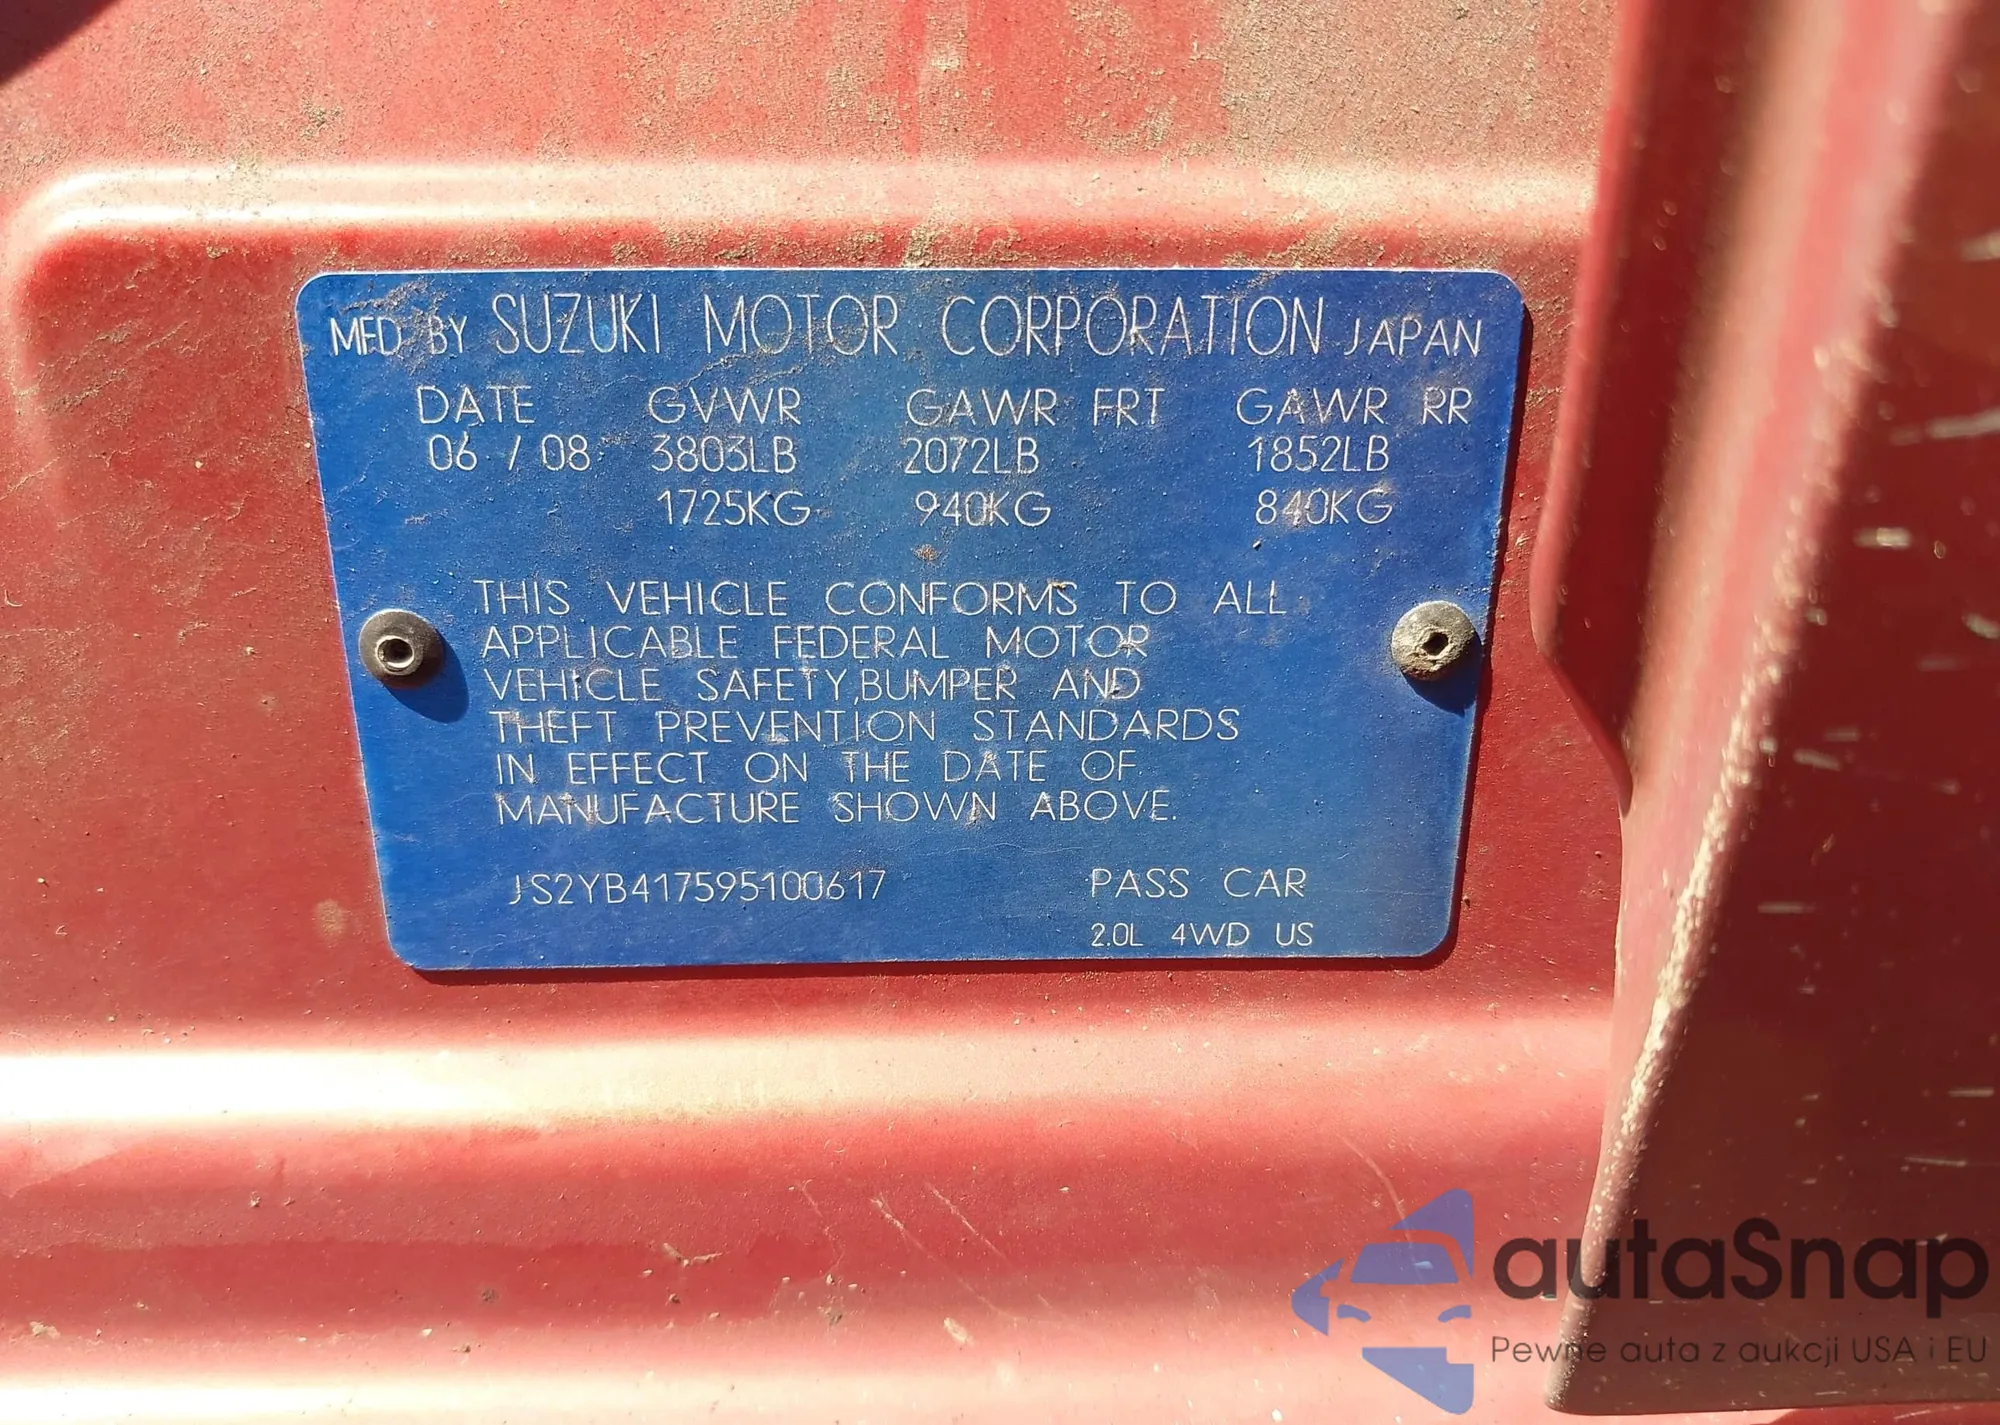 MFD BY SUZUKI MOTOR CORPORATION JAPAN
DATE GVWR GAWR FRT GAWR RR
06 / 08 3803LB 2072LB 1852LB
1725KG 940KG 840KG
THIS VEHICLE CONFORMS TO ALL
APPLICABLE FEDERAL MOTOR
VEHICLE SAFETY,BUMPER AND
THEFT PREVENTION STANDARDS
IN EFFECT ON THE DATE OF
MANUFACTURE SHOWN ABOVE.
JS2YB417595100617 PASS CAR
2.0L 4WD US
autaSnap
Pewne auta z aukcji USA i EU